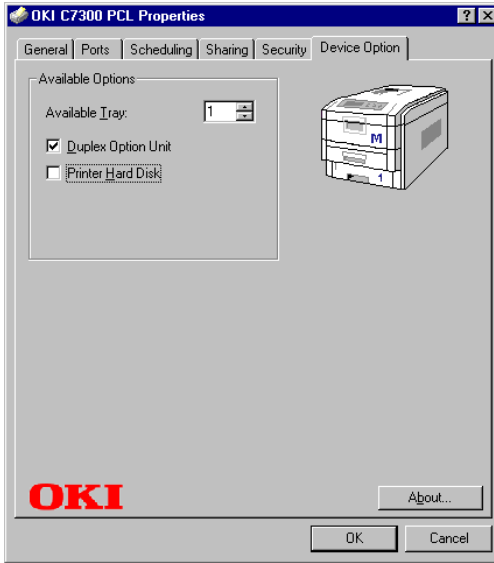 OKI C7300 PCL Properties
General Ports Scheduling Sharing Security Device Option
Available Options
Available Tray: 1
Duplex Option Unit
Printer Hard Disk
M
1
OKI
About...
OK Cancel